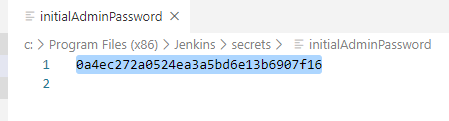 initialAdminPassword ×
c: > Program Files (x86) > Jenkins > secrets > initialAdminPassword
1 0a4ec272a0524ea3a5bd6e13b6907f16
2